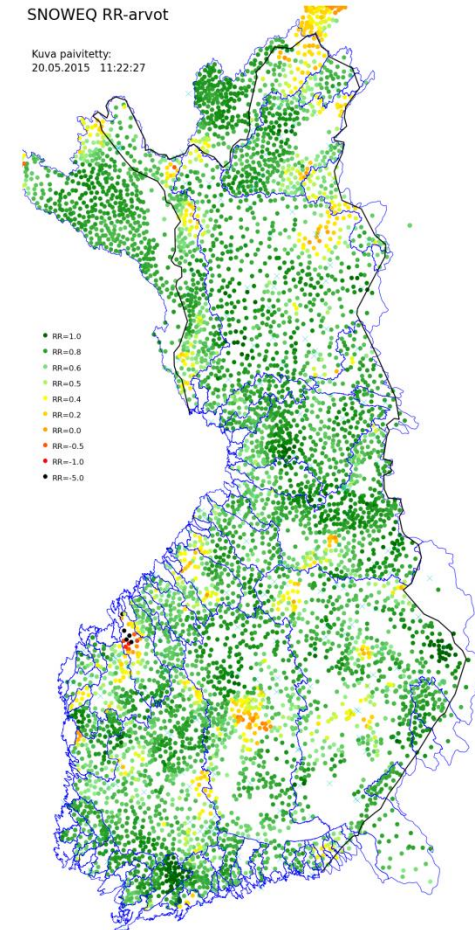 SNOWEQ RR-arvot
Kuva paivitetty:
20.05.2015 11:22:27
RR=1.0
RR=0.8
RR=0.6
RR=0.5
RR=0.4
RR=0.2
RR=0.0
RR=-0.5
RR=-1.0
RR=-5.0